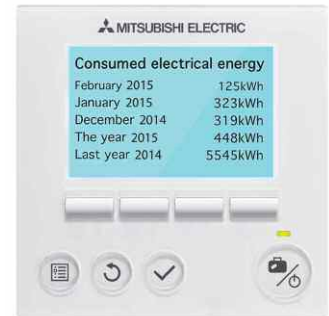 MITSUBISHI ELECTRIC
Consumed electrical energy
February 2015 125kWh
January 2015 323kWh
December 2014 319kWh
The year 2015 448kWh
Last year 2014 5545kWh